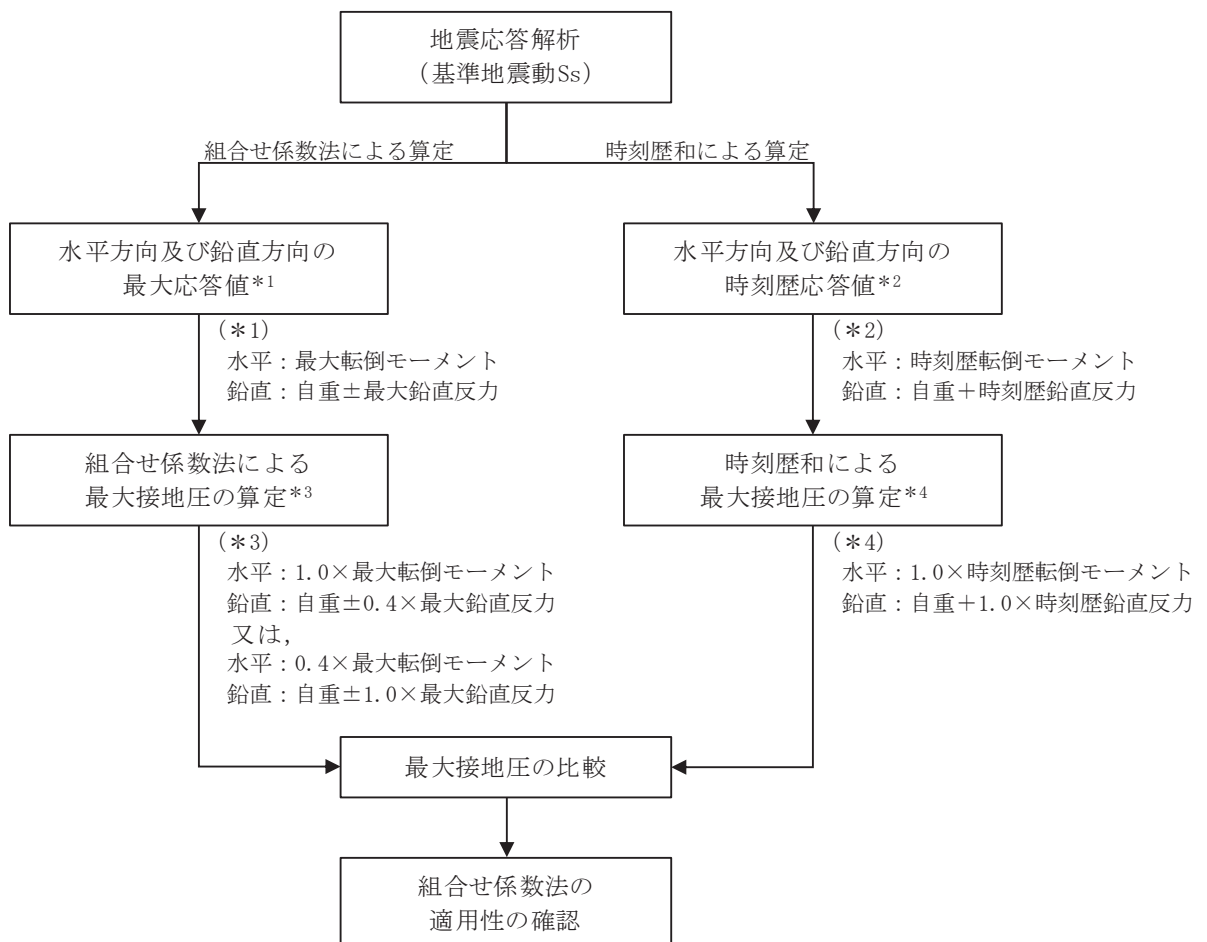 地震応答解析
（基準地震動Ss）
組合せ係数法による算定
時刻歴和による算定
水平方向及び鉛直方向の
最大応答値*1
水平方向及び鉛直方向の
時刻歴応答値*2
(＊1)
水平：最大転倒モーメント
鉛直：自重±最大鉛直反力
(＊2)
水平：時刻歴転倒モーメント
鉛直：自重＋時刻歴鉛直反力
組合せ係数法による
最大接地圧の算定*3
時刻歴和による
最大接地圧の算定*4
(＊3)
水平：1.0×最大転倒モーメント
鉛直：自重±0.4×最大鉛直反力
又は，
水平：0.4×最大転倒モーメント
鉛直：自重±1.0×最大鉛直反力
(＊4)
水平：1.0×時刻歴転倒モーメント
鉛直：自重＋1.0×時刻歴鉛直反力
最大接地圧の比較
組合せ係数法の
適用性の確認